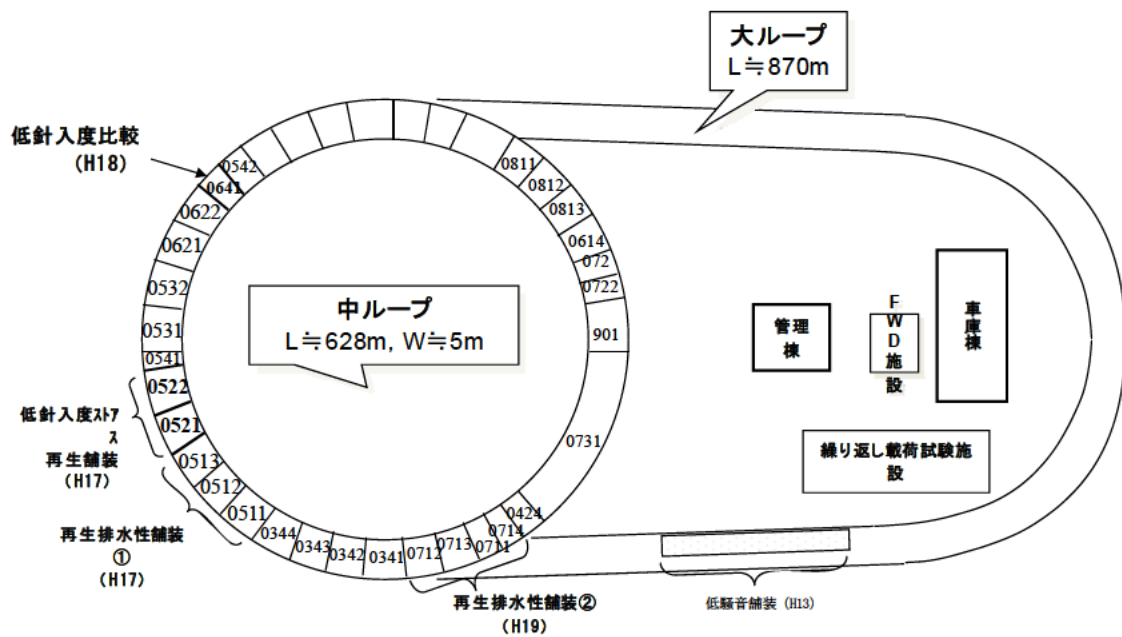 大ループ
L≒870m
低針入度比較
(H18)
0542
0641
0622
0621
0532
0531
0541
0522
0521
0513
0512
0511
0344
0343
0342
0341
0712
0713
0711
0714
0424
0731
901
0722
072
0614
0813
0812
0811
中ループ
L≒628m, W≒5m
管理
棟
FWD施設
車庫棟
繰り返し載荷試験施
設
低針入度ストア
ス
再生舗装
(H17)
再生排水性舗装
①
(H17)
再生排水性舗装②
(H19)
低騒音舗装 (H13)